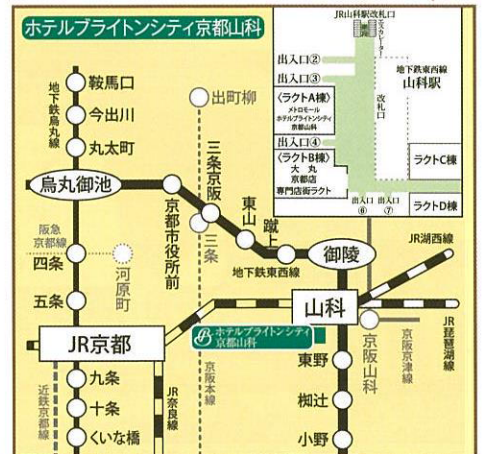 ホテルブライトンシティ京都山科
JR山科駅改札口
エスカレーター
出入口②
出入口③
地下鉄東西線
山科駅
改札口
〈ラクトA棟〉
メトロモール
ホテルブライトンシティ
京都山科
出入口④
〈ラクトB棟〉
大丸
京都店
専門店街ラクト
ラクトC棟
出入口
⑥
出入口
⑦
ラクトD棟
地下鉄烏丸線
鞍馬口
今出川
丸太町
出町柳
烏丸御池
京都市役所前
三条京阪
三条
東山
蹴上
地下鉄東西線
御陵
JR湖西線
阪急
京都線
四条
河原町
五条
山科
JR京都
ホテルブライトンシティ
京都山科
JR琵琶湖線
京阪京津線
京阪山科
東野
椥辻
小野
九条
十条
くいな橋
近鉄京都線
JR奈良線
京阪本線